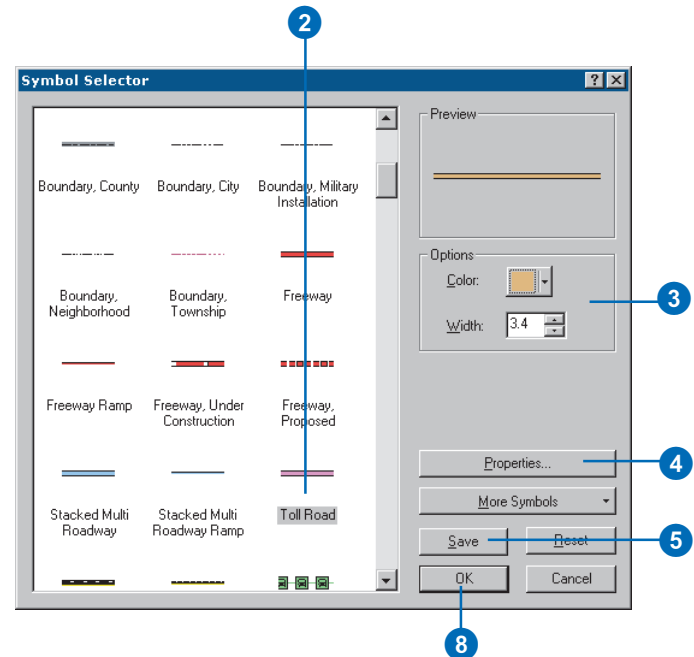 2
Symbol Selector
Boundary, County
Boundary, City
Boundary, Military
Installation
Boundary,
Neighborhood
Boundary,
Township
Freeway
Freeway Ramp
Freeway, Under
Construction
Freeway,
Proposed
Stacked Multi
Roadway
Stacked Multi
Roadway Ramp
Toll Road
Preview
Options
Color:
Width:
3.4
3
Properties...
4
More Symbols
Save
Reset
5
OK
Cancel
8